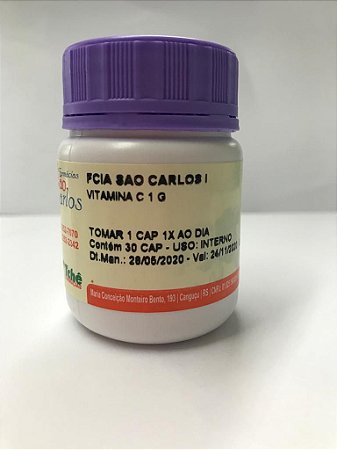 FCIA SAO CARLOS I
VITAMINA C 1 G
TOMAR 1 CAP 1X AO DIA
Contém 30 CAP - USO: INTERNO
Dt.Man.: 28/05/2020 - Val: 24/11/2020
Maria Conceição Monteiro Bento, 193 | Canguçu | RS | CNPJ: